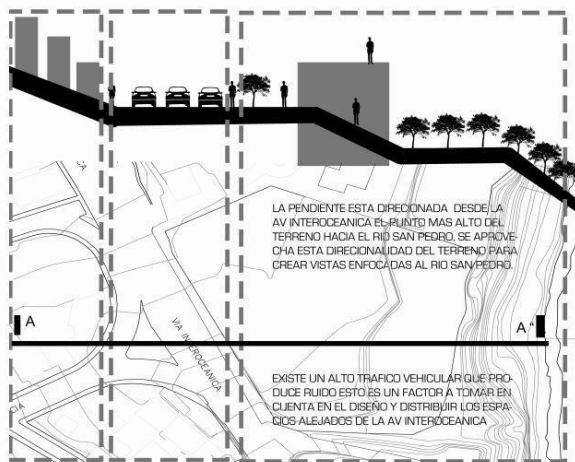 LA PENDIENTE ESTA DIRECIONADA DESDE LA
AV INTEROCEANICA EL PUNTO MAS ALTO DEL
TERRENO HACIA EL RIO SAN PEDRO, SE APROVE-
CHA ESTA DIRECIONALIDAD DEL TERRENO PARA
CREAR VISTAS ENFOCADAS AL RIO SAN PEDRO.
A
A"
VIA INTEROCEANICA
EXISTE UN ALTO TRAFICO VEHICULAR QUE PRO-
DUCE RUIDO ESTO ES UN FACTOR A TOMAR EN
CUENTA EN EL DISEÑO Y DISTRIBUIR LOS ESPA-
CIOS ALEJADOS DE LA AV INTEROCEANICA